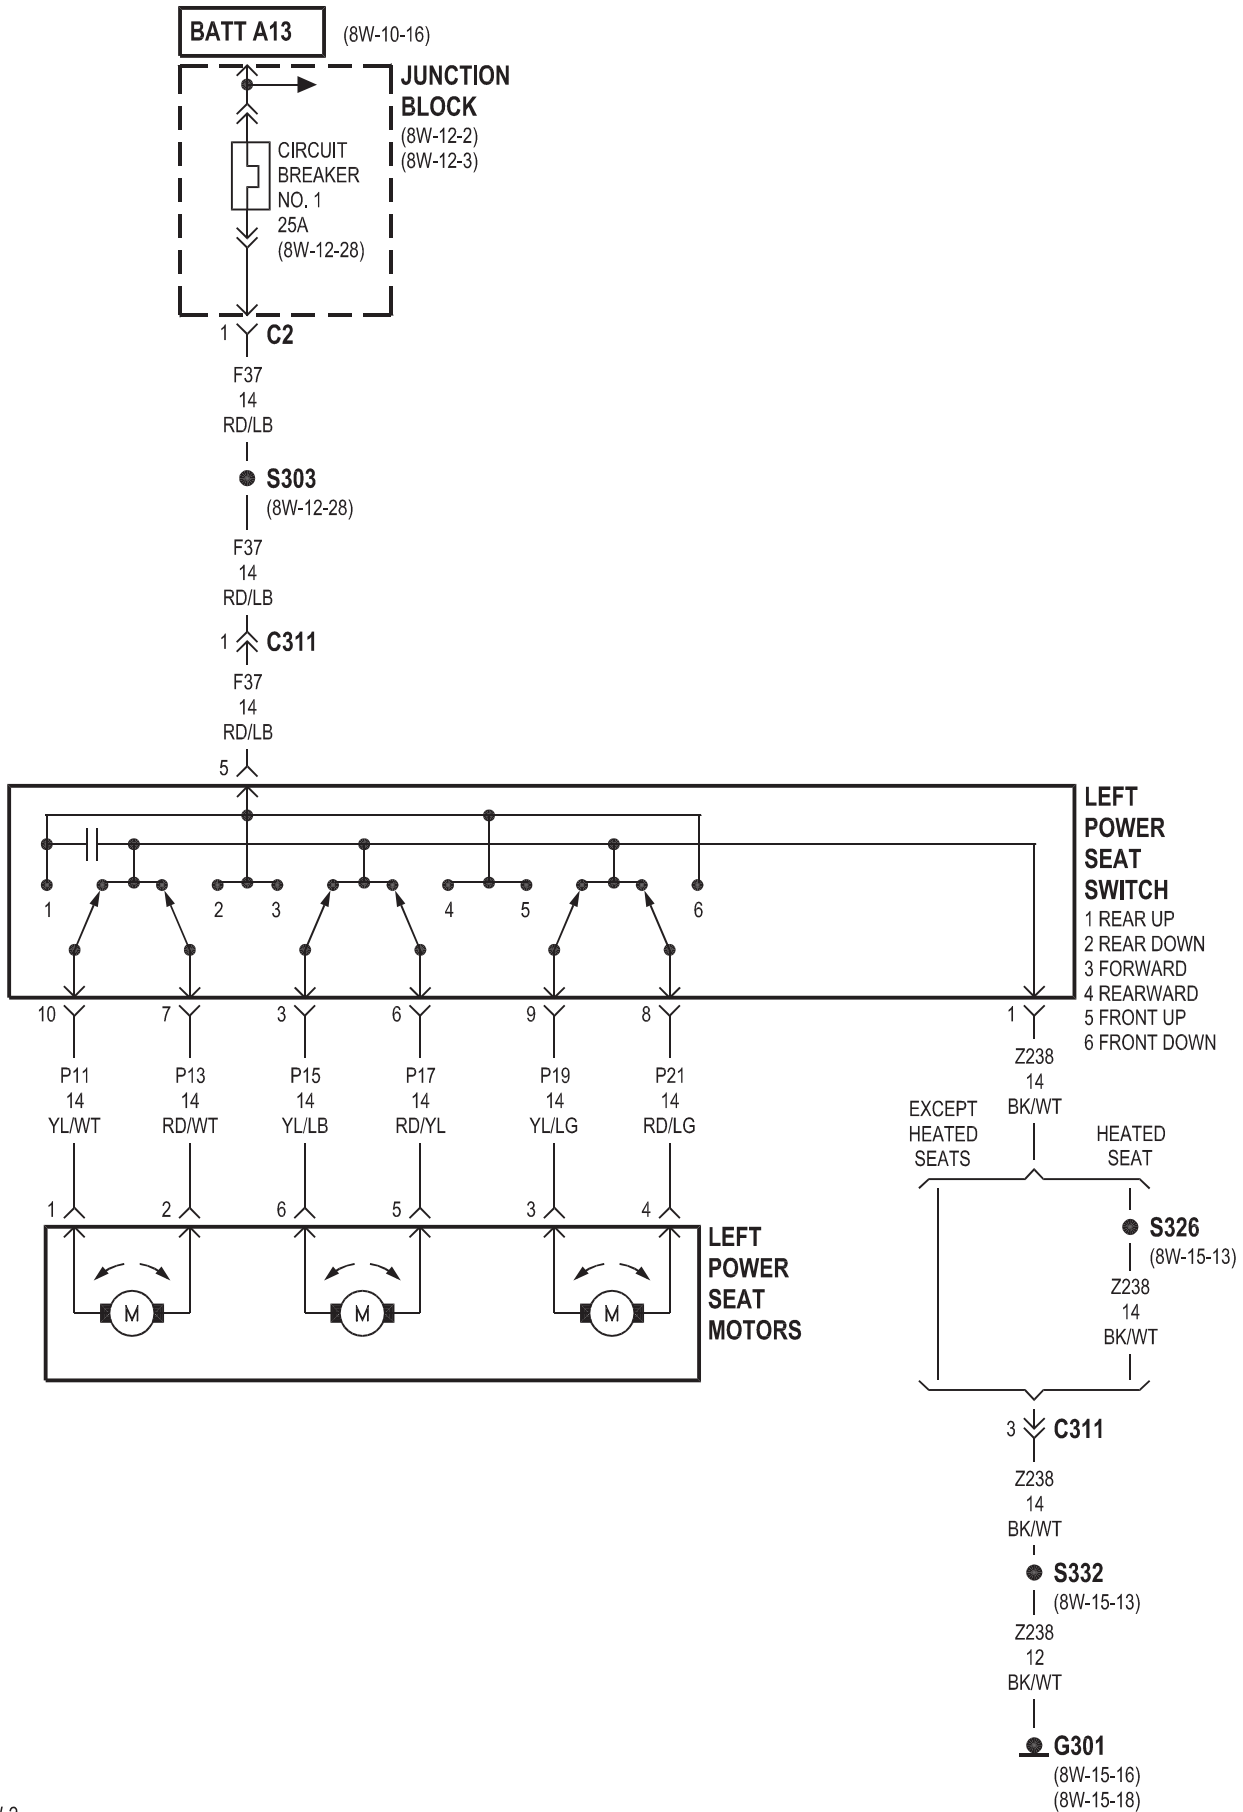 BATT A13 (8W-10-16)
JUNCTION
BLOCK
(8W-12-2)
(8W-12-3)
CIRCUIT
BREAKER
NO. 1
25A
(8W-12-28)
1 C2
F37
14
RD/LB
S303
(8W-12-28)
F37
14
RD/LB
1 C311
F37
14
RD/LB
5
LEFT
POWER
SEAT
SWITCH
1 REAR UP
2 REAR DOWN
3 FORWARD
4 REARWARD
5 FRONT UP
6 FRONT DOWN
1 2 3 4 5 6
10 7 3 6 9 8 1
P11 P13 P15 P17 P19 P21
14 14 14 14 14 14
YL/WT RD/WT YL/LB RD/YL YL/LG RD/LG
Z238
14
BK/WT
EXCEPT
HEATED
SEATS
HEATED
SEAT
1 2 6 5 3 4
LEFT
POWER
SEAT
MOTORS
M M M
S326
(8W-15-13)
Z238
14
BK/WT
3 C311
Z238
14
BK/WT
S332
(8W-15-13)
Z238
12
BK/WT
G301
(8W-15-16)
(8W-15-18)